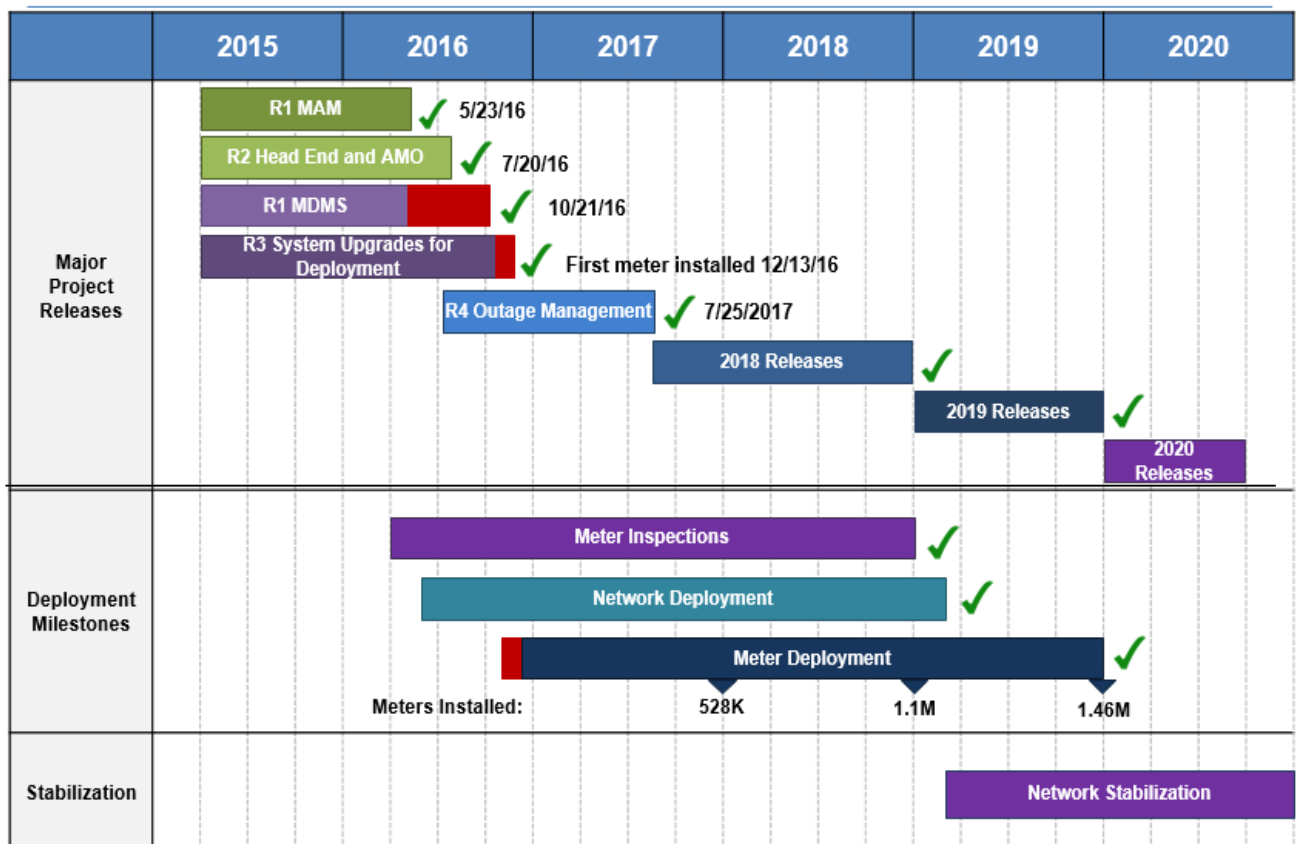 2015 2016 2017 2018 2019 2020
Major
Project
Releases
R1 MAM
5/23/16
R2 Head End and AMO
7/20/16
R1 MDMS
10/21/16
R3 System Upgrades for
Deployment
First meter installed 12/13/16
R4 Outage Management
7/25/2017
2018 Releases
2019 Releases
2020
Releases
Deployment
Milestones
Meter Inspections
Network Deployment
Meter Deployment
Meters Installed: 528K 1.1M 1.46M
Stabilization
Network Stabilization